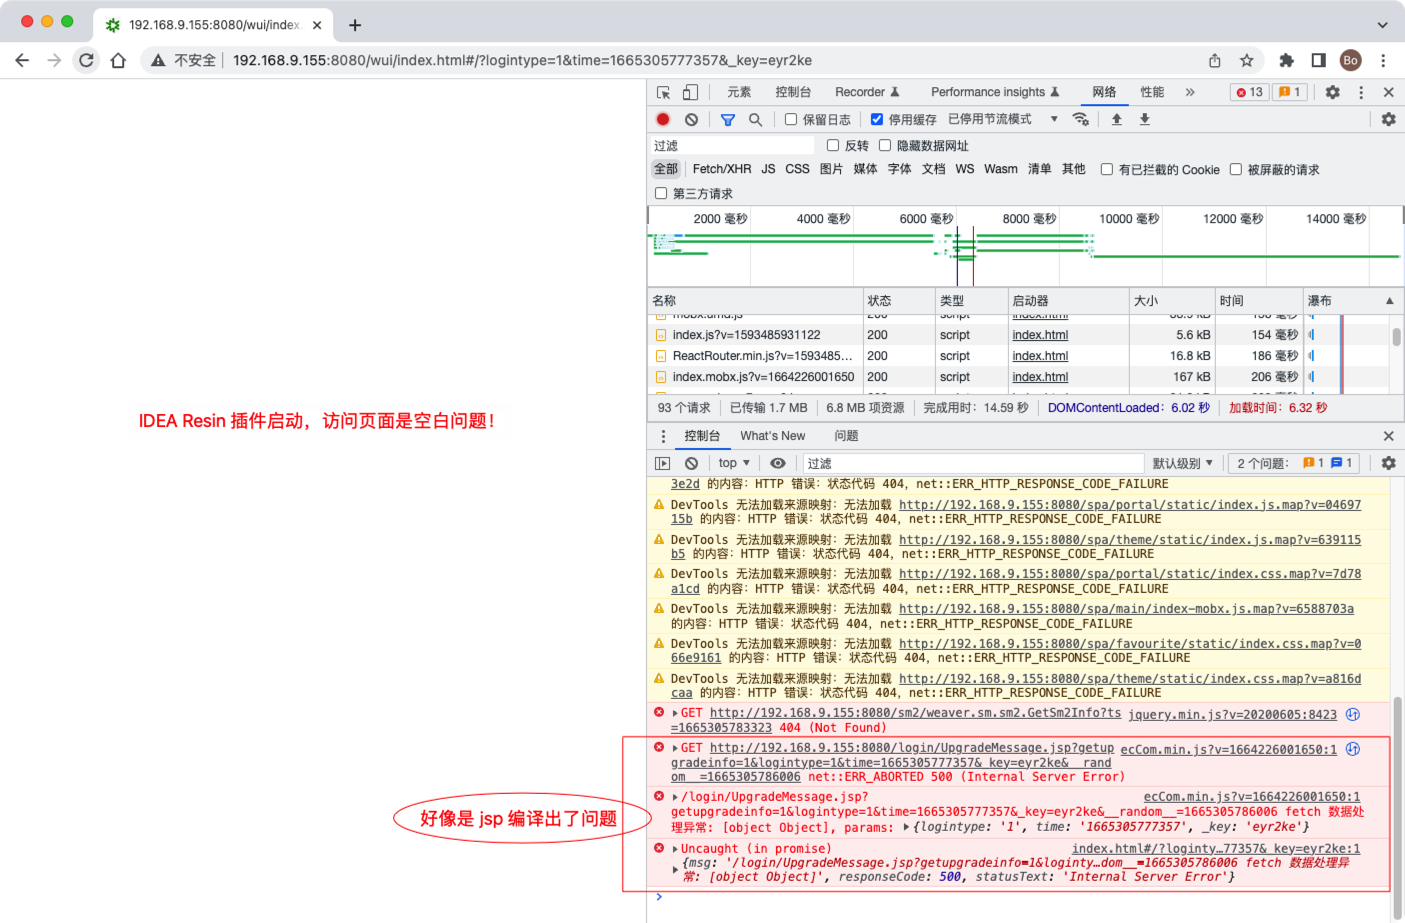 192.168.9.155:8080/wui/index.
不安全
192.168.9.155:8080/wui/index.html#/?logintype=1&time=1665305777357&_key=eyr2ke
Bo
元素 控制台 Recorder Performance insights 网络 性能 » 13 1
保留日志 停用缓存 已停用节流模式
过滤 反转 隐藏数据网址
全部 Fetch/XHR JS CSS 图片 媒体 字体 文档 WS Wasm 清单 其他 有已拦截的 Cookie 被屏蔽的请求
第三方请求
2000 毫秒 4000 毫秒 6000 毫秒 8000 毫秒 10000 毫秒 12000 毫秒 14000 毫秒
名称 状态 类型 启动器 大小 时间 瀑布
index.js?v=1593485931122 200 script index.html 5.6 kB 154 毫秒
ReactRouter.min.js?v=1593485... 200 script index.html 16.8 kB 186 毫秒
index.mobx.js?v=1664226001650 200 script index.html 167 kB 206 毫秒
93 个请求 已传输 1.7 MB 6.8 MB 项资源 完成用时：14.59 秒 DOMContentLoaded：6.02 秒 加载时间：6.32 秒
IDEA Resin 插件启动，访问页面是空白问题！
控制台 What's New 问题
top 过滤 默认级别 2 个问题： 1 1
3e2d 的内容：HTTP 错误：状态代码 404，net::ERR_HTTP_RESPONSE_CODE_FAILURE
DevTools 无法加载来源映射：无法加载 http://192.168.9.155:8080/spa/portal/static/index.js.map?v=04697
15b 的内容：HTTP 错误：状态代码 404，net::ERR_HTTP_RESPONSE_CODE_FAILURE
DevTools 无法加载来源映射：无法加载 http://192.168.9.155:8080/spa/theme/static/index.js.map?v=639115
b5 的内容：HTTP 错误：状态代码 404，net::ERR_HTTP_RESPONSE_CODE_FAILURE
DevTools 无法加载来源映射：无法加载 http://192.168.9.155:8080/spa/portal/static/index.css.map?v=7d78
a1cd 的内容：HTTP 错误：状态代码 404，net::ERR_HTTP_RESPONSE_CODE_FAILURE
DevTools 无法加载来源映射：无法加载 http://192.168.9.155:8080/spa/main/index-mobx.js.map?v=6588703a
的内容：HTTP 错误：状态代码 404，net::ERR_HTTP_RESPONSE_CODE_FAILURE
DevTools 无法加载来源映射：无法加载 http://192.168.9.155:8080/spa/favourite/static/index.css.map?v=0
66e9161 的内容：HTTP 错误：状态代码 404，net::ERR_HTTP_RESPONSE_CODE_FAILURE
DevTools 无法加载来源映射：无法加载 http://192.168.9.155:8080/spa/theme/static/index.css.map?v=a816d
caa 的内容：HTTP 错误：状态代码 404，net::ERR_HTTP_RESPONSE_CODE_FAILURE
GET http://192.168.9.155:8080/sm2/weaver.sm.sm2.GetSm2Info?ts jquery.min.js?v=20200605:8423
=1665305783323 404 (Not Found)
GET http://192.168.9.155:8080/login/UpgradeMessage.jsp?getup ecCom.min.js?v=1664226001650:1
gradeinfo=1&logintype=1&time=1665305777357&_key=eyr2ke&__rand
om__=1665305786006 net::ERR_ABORTED 500 (Internal Server Error)
/login/UpgradeMessage.jsp? ecCom.min.js?v=1664226001650:1
getupgradeinfo=1&logintype=1&time=1665305777357&_key=eyr2ke&__random__=1665305786006 fetch 数据处
理异常：[object Object], params: {logintype: '1', time: '1665305777357', _key: 'eyr2ke'}
好像是 jsp 编译出了问题
Uncaught (in promise) index.html#/?loginty…77357&_key=eyr2ke:1
{msg: '/login/UpgradeMessage.jsp?getupgradeinfo=1&loginty…dom__=1665305786006 fetch 数据处理异
常：[object Object]', responseCode: 500, statusText: 'Internal Server Error'}